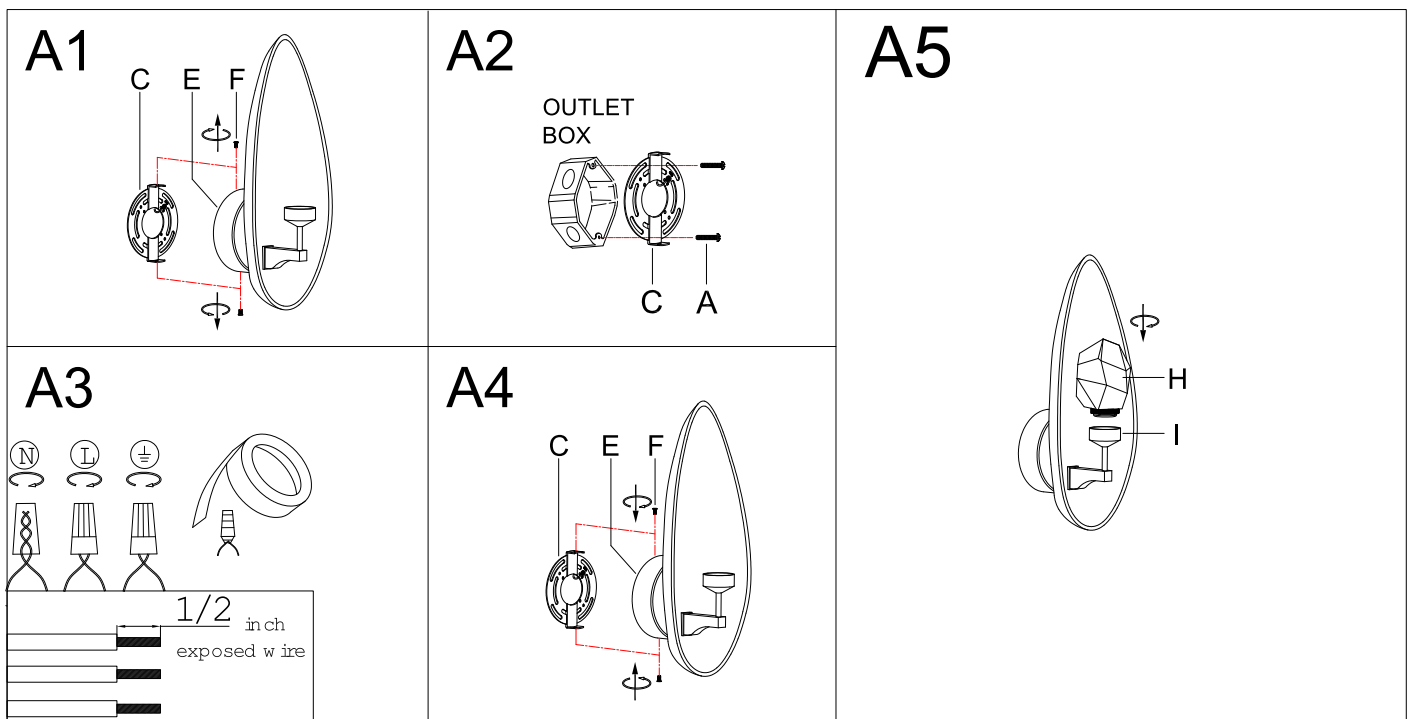 A1
C E F
A2
OUTLET
BOX
C A
A3
N L
1/2 inch
exposed wire
A4
C E F
A5
H
I